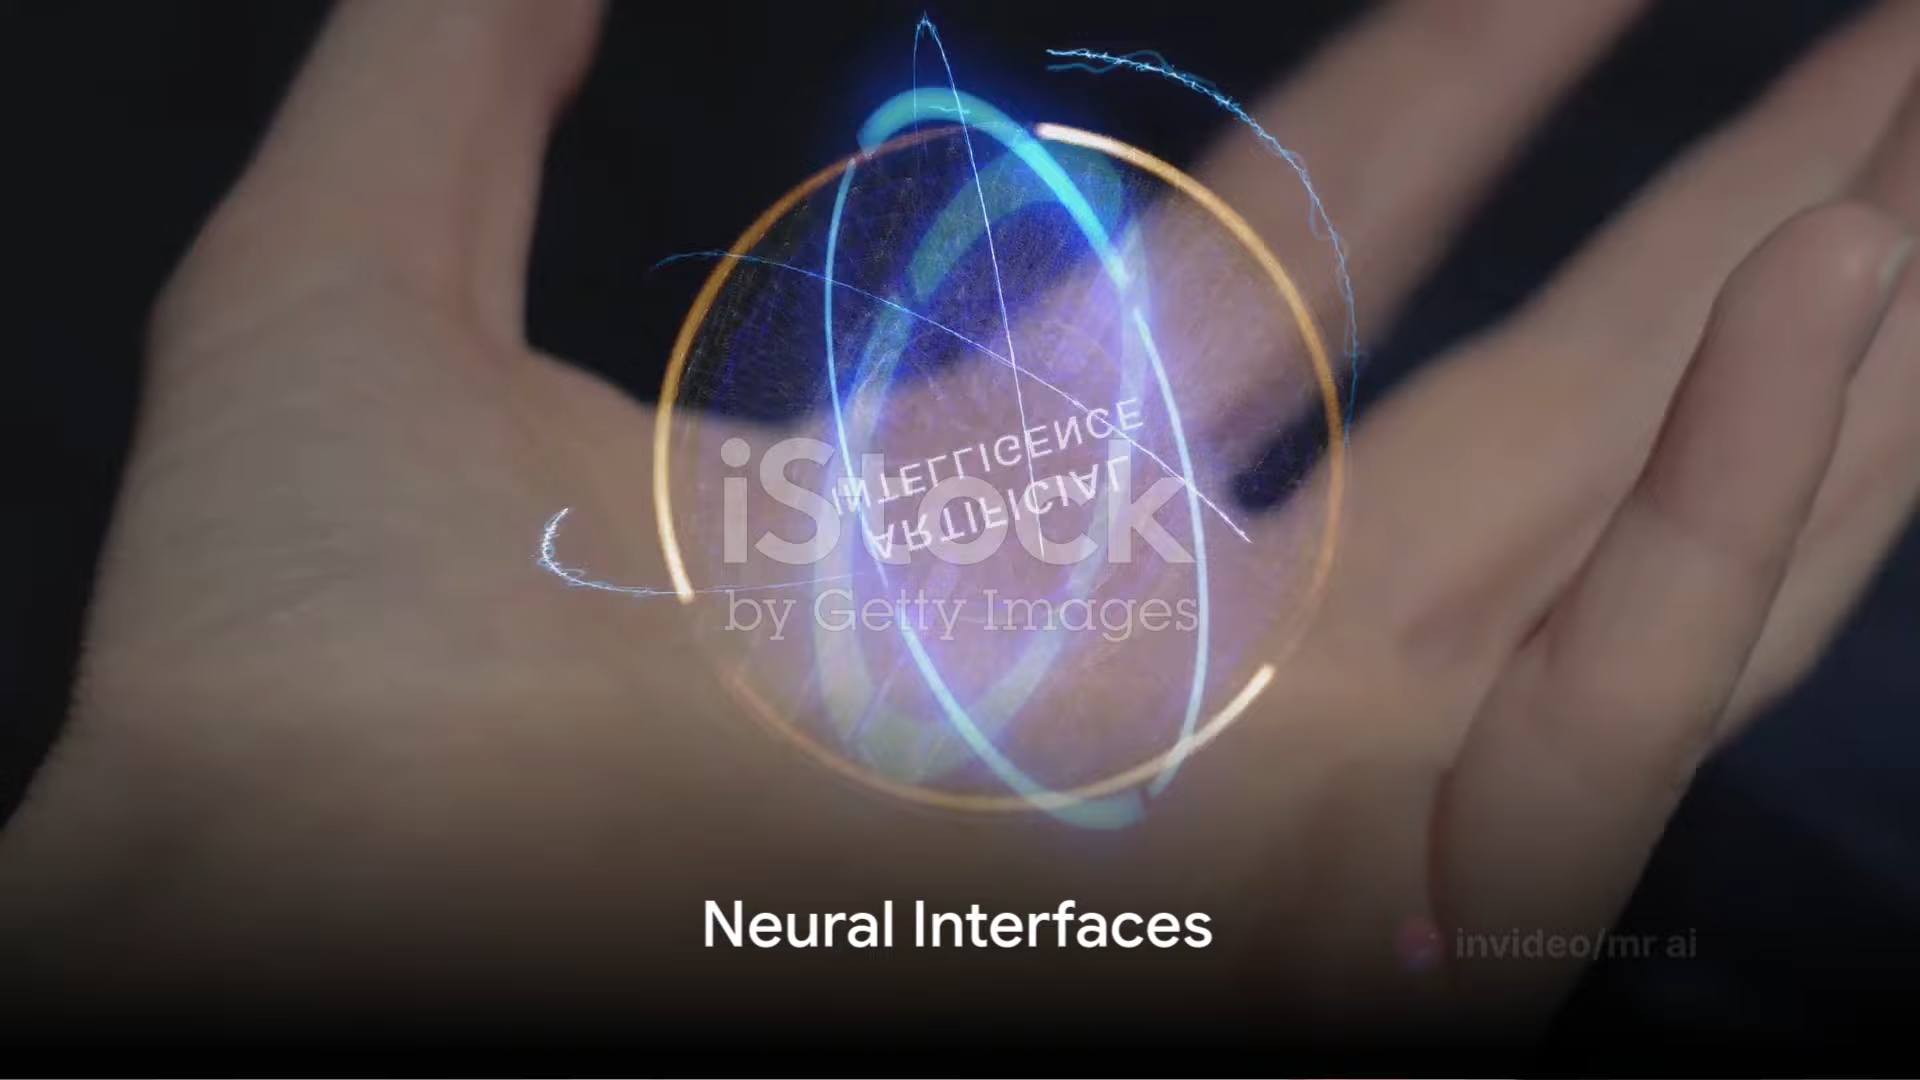 INTELLIGENCE
ARTIFICIAL
iStock
by Getty Images
Neural Interfaces
invideo/mr ai